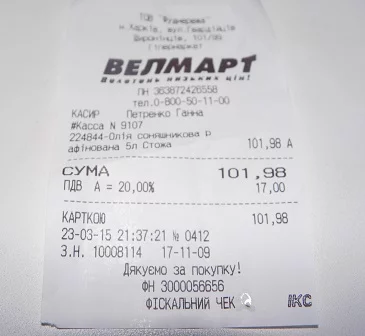 ТОВ "Фудмережа"
м.Харків, вул.Гвардійців
Широнінців, 101/99
Гіпермаркет
ВЕЛМАРТ
Велетень низьких цін!
ПН 363872426558
тел.0-800-50-11-00
КАСИР Петренко Ганна
#Касса N 9107
224844-Олія соняшникова р
афінована 5л Стожа 101,98 А
СУМА 101,98
ПДВ А = 20,00% 17,00
КАРТКОЮ 101,98
23-03-15 21:37:21 № 0412
З.Н. 10008114 17-11-09
Дякуємо за покупку!
ФН 3000056656
ФІСКАЛЬНИЙ ЧЕК ІКС